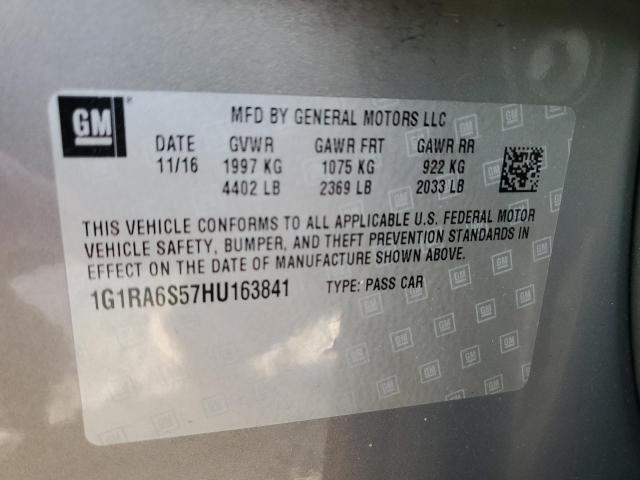 GM
MFD BY GENERAL MOTORS LLC
DATE GVWR GAWR FRT GAWR RR
11/16 1997 KG 1075 KG 922 KG
4402 LB 2369 LB 2033 LB
THIS VEHICLE CONFORMS TO ALL APPLICABLE U.S. FEDERAL MOTOR
VEHICLE SAFETY, BUMPER, AND THEFT PREVENTION STANDARDS IN
EFFECT ON THE DATE OF MANUFACTURE SHOWN ABOVE.
1G1RA6S57HU163841 TYPE: PASS CAR